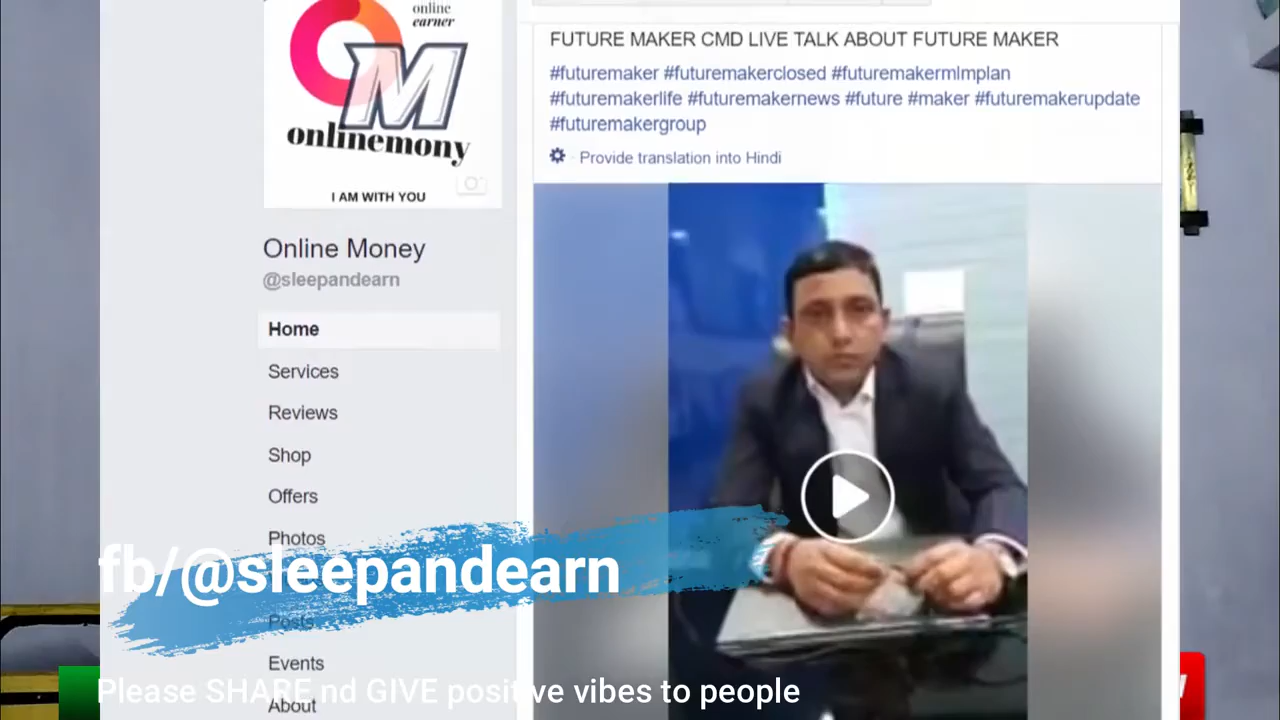 online
earner
M
onlinemony
I AM WITH YOU
Online Money
@sleepandearn
Home
Services
Reviews
Shop
Offers
Photos
Posts
Events
About
FUTURE MAKER CMD LIVE TALK ABOUT FUTURE MAKER
#futuremaker #futuremakerclosed #futuremakermlmplan
#futuremakerlife #futuremakernews #future #maker #futuremakerupdate
#futuremakergroup
Provide translation into Hindi
fb/@sleepandearn
Please SHARE nd GIVE positive vibes to people